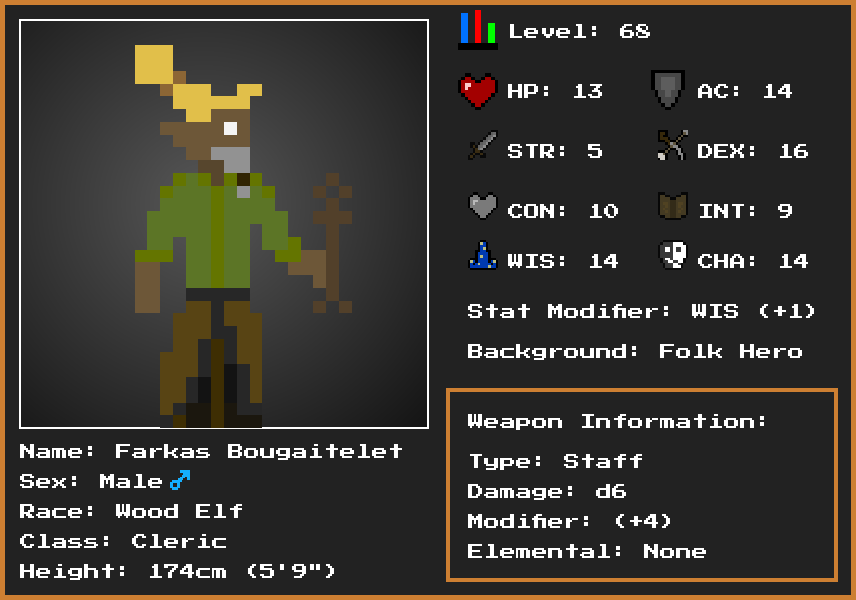 Level: 68
HP: 13
AC: 14
STR: 5
DEX: 16
CON: 10
INT: 9
WIS: 14
CHA: 14
Stat Modifier: WIS (+1)
Background: Folk Hero
Weapon Information:
Type: Staff
Damage: d6
Modifier: (+4)
Elemental: None
Name: Farkas Bougaitelet
Sex: Male ♂
Race: Wood Elf
Class: Cleric
Height: 174cm (5'9")